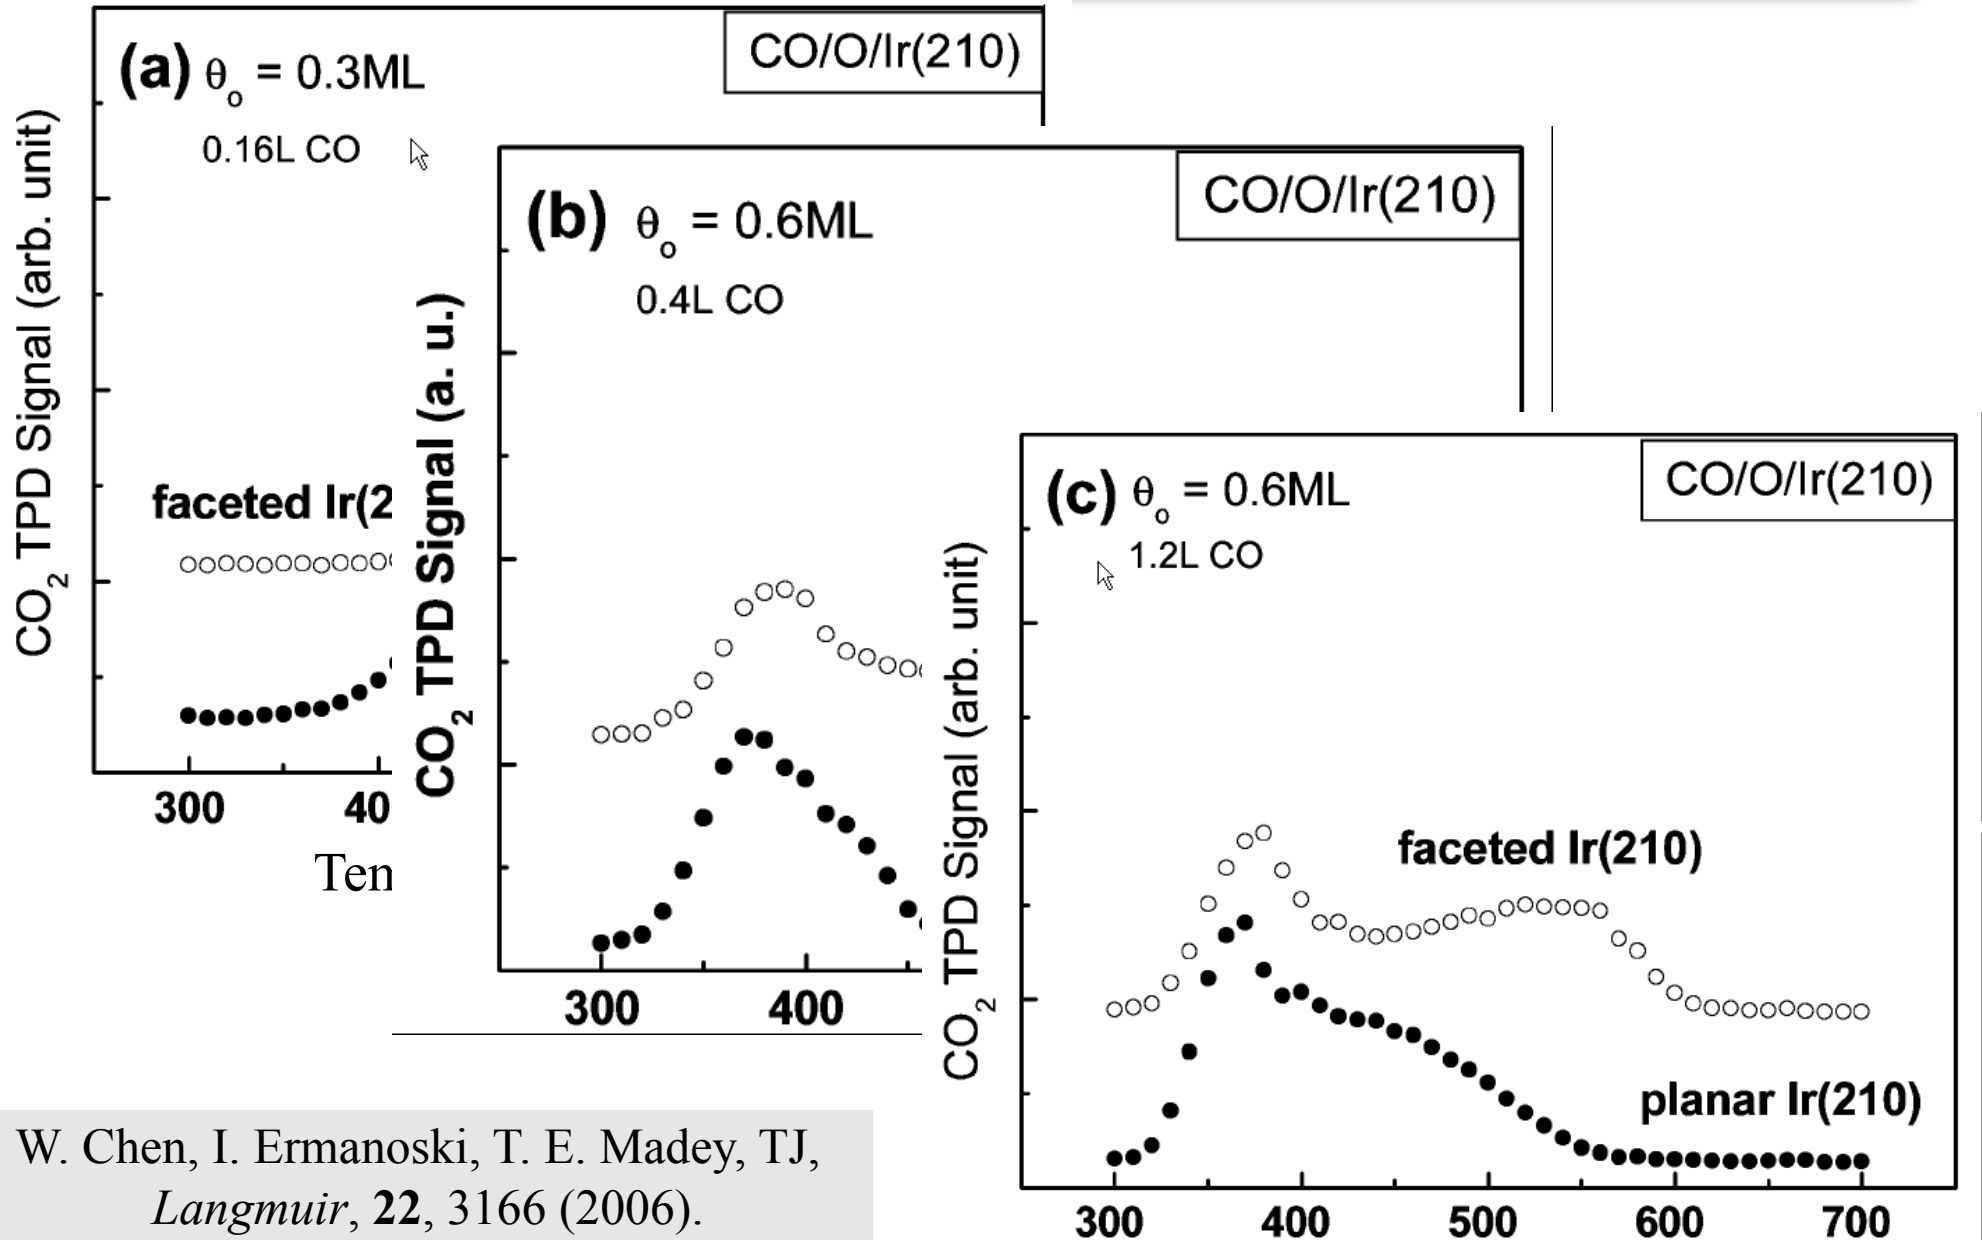 (a) θo = 0.3ML
CO/O/Ir(210)
0.16L CO
CO2 TPD Signal (arb. unit)
faceted Ir(2
300 40
Ten
(b) θo = 0.6ML
CO/O/Ir(210)
0.4L CO
CO2 TPD Signal (a. u.)
300 400
(c) θo = 0.6ML
CO/O/Ir(210)
1.2L CO
CO2 TPD Signal (arb. unit)
faceted Ir(210)
planar Ir(210)
300 400 500 600 700
W. Chen, I. Ermanoski, T. E. Madey, TJ,
Langmuir, 22, 3166 (2006).